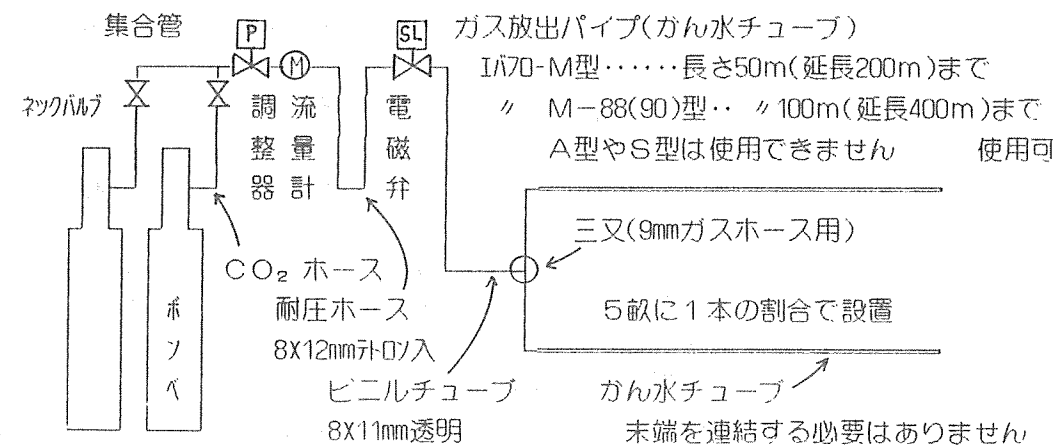 集合管
P
SL
ガス放出パイプ(かん水チューブ)
エバフロ-M型‥‥‥長さ50m(延長200m)まで
〃 M-88(90)型‥ 〃100m(延長400m)まで
A型やS型は使用できません 使用可
ネックバルブ
M
調整器
流量計
電磁弁
三又(9mmガスホース用)
CO₂ ホース
5畝に1本の割合で設置
ボンベ
耐圧ホース
8X12mmテトロン入
ビニルチューブ
8X11mm透明
かん水チューブ
末端を連結する必要はありません